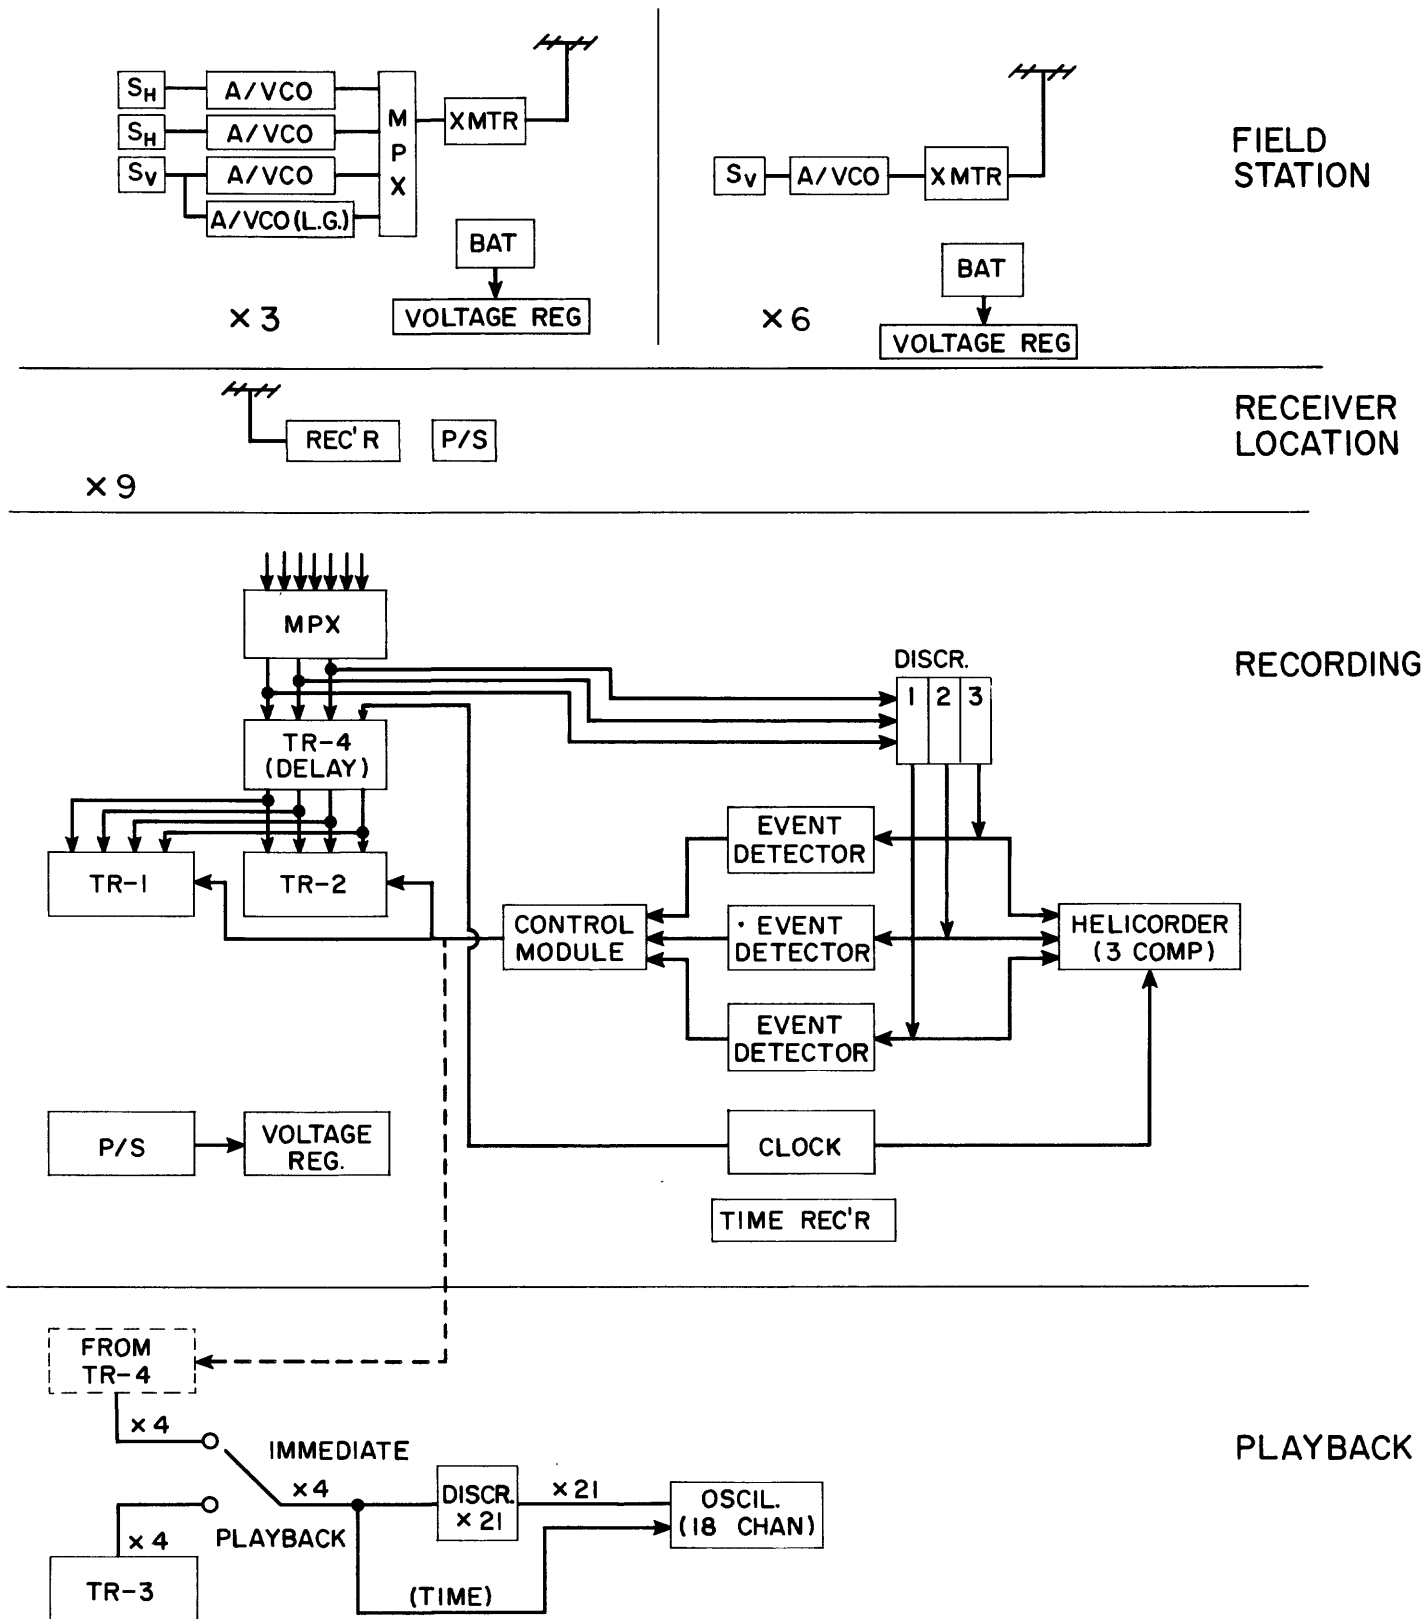 S_H
A/VCO
S_H
A/VCO
S_V
A/VCO
A/VCO(L.G.)
M
P
X
XMTR
BAT
VOLTAGE REG
×3
S_V
A/VCO
XMTR
BAT
VOLTAGE REG
×6
FIELD
STATION
REC'R
P/S
×9
RECEIVER
LOCATION
MPX
DISCR.
1 2 3
RECORDING
TR-4
(DELAY)
TR-1
TR-2
EVENT
DETECTOR
CONTROL
MODULE
EVENT
DETECTOR
HELICORDER
(3 COMP)
EVENT
DETECTOR
P/S
VOLTAGE
REG.
CLOCK
TIME REC'R
FROM
TR-4
×4
IMMEDIATE
×4
DISCR.
×21
×21
OSCIL.
(18 CHAN)
PLAYBACK
PLAYBACK
×4
TR-3
(TIME)